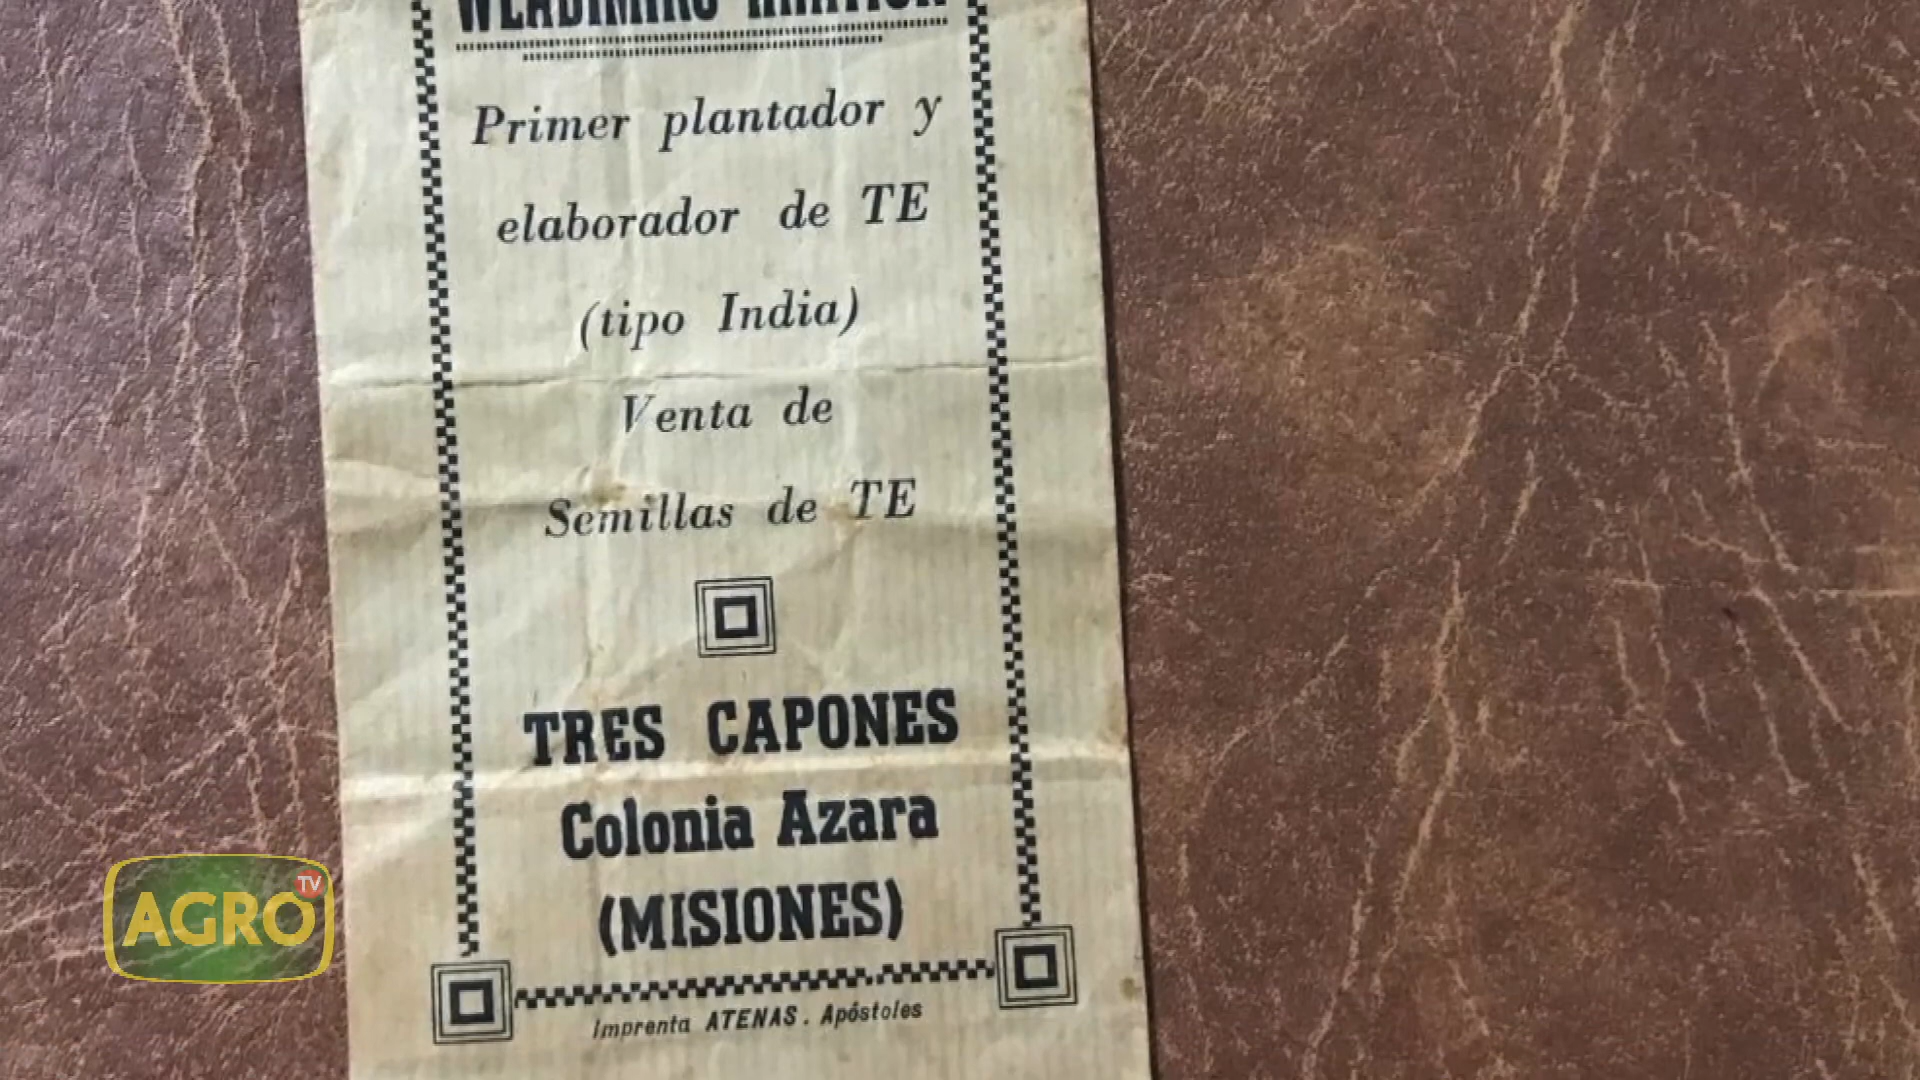 WLADIMIRO
Primer plantador y
elaborador de TE
(tipo India)
Venta de
Semillas de TE
TRES CAPONES
Colonia Azara
(MISIONES)
Imprenta ATENAS. Apóstoles
AGRO TV